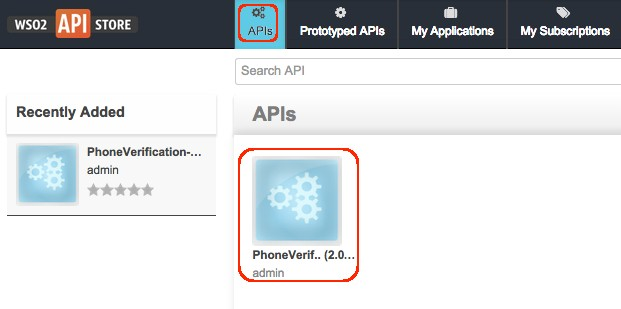 WSO2 API STORE
APIs
Prototyped APIs
My Applications
My Subscriptions
Search API
Recently Added
PhoneVerification-...
admin
APIs
PhoneVerif.. (2.0...
admin